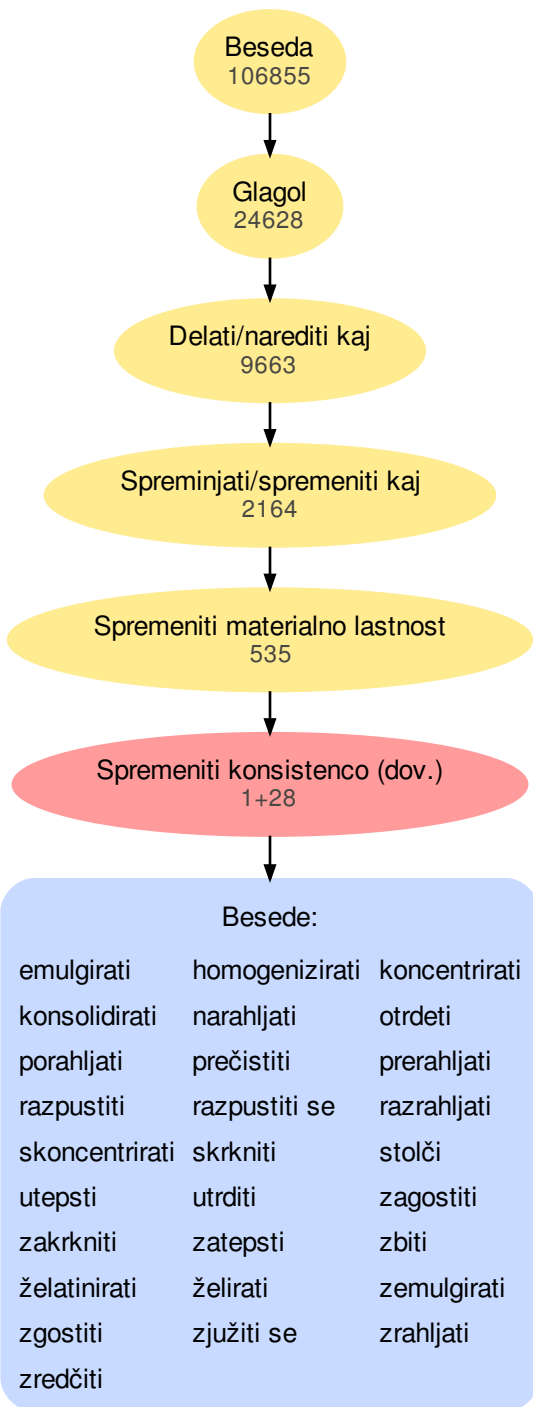 Beseda
106855
Glagol
24628
Delati/narediti kaj
9663
Spreminjati/spremeniti kaj
2164
Spremeniti materialno lastnost
535
Spremeniti konsistenco (dov.)
1+28
Besede:
emulgirati homogenizirati koncentrirati
konsolidirati narahljati otrdeti
porahljati prečistiti prerahljati
razpustiti razpustiti se razrahljati
skoncentrirati skrkniti stolči
utepsti utrditi zagostiti
zakrkniti zatepsti zbiti
želatinirati želirati zemulgirati
zgostiti zjužiti se zrahljati
zredčiti